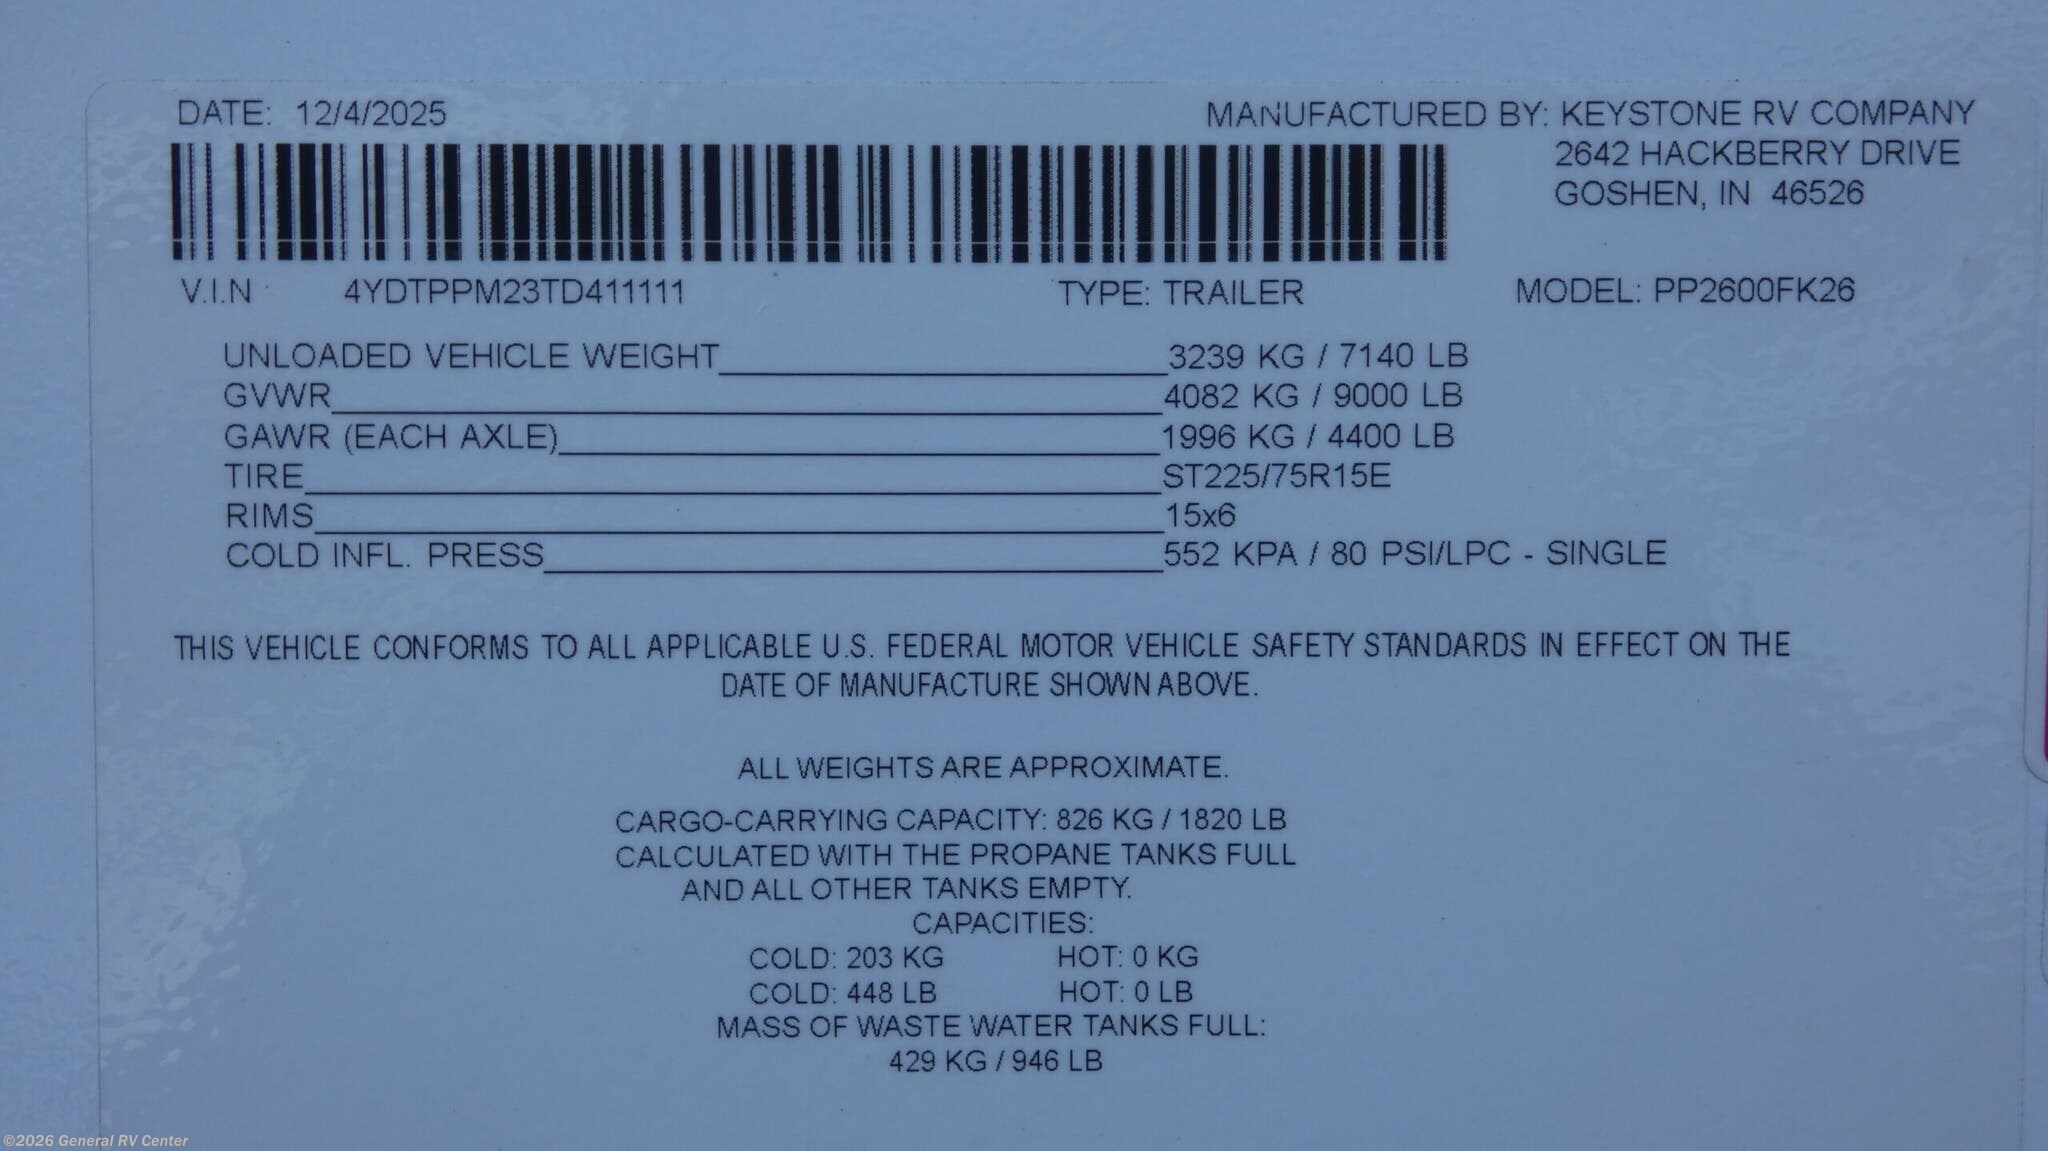 DATE: 12/4/2025
MANUFACTURED BY: KEYSTONE RV COMPANY
2642 HACKBERRY DRIVE
GOSHEN, IN 46526
V.I.N 4YDTPPM23TD411111 TYPE: TRAILER MODEL: PP2600FK26
UNLOADED VEHICLE WEIGHT 3239 KG / 7140 LB
GVWR 4082 KG / 9000 LB
GAWR (EACH AXLE) 1996 KG / 4400 LB
TIRE ST225/75R15E
RIMS 15x6
COLD INFL. PRESS 552 KPA / 80 PSI/LPC - SINGLE
THIS VEHICLE CONFORMS TO ALL APPLICABLE U.S. FEDERAL MOTOR VEHICLE SAFETY STANDARDS IN EFFECT ON THE
DATE OF MANUFACTURE SHOWN ABOVE.
ALL WEIGHTS ARE APPROXIMATE.
CARGO-CARRYING CAPACITY: 826 KG / 1820 LB
CALCULATED WITH THE PROPANE TANKS FULL
AND ALL OTHER TANKS EMPTY.
CAPACITIES:
COLD: 203 KG HOT: 0 KG
COLD: 448 LB HOT: 0 LB
MASS OF WASTE WATER TANKS FULL:
429 KG / 946 LB
©2026 General RV Center